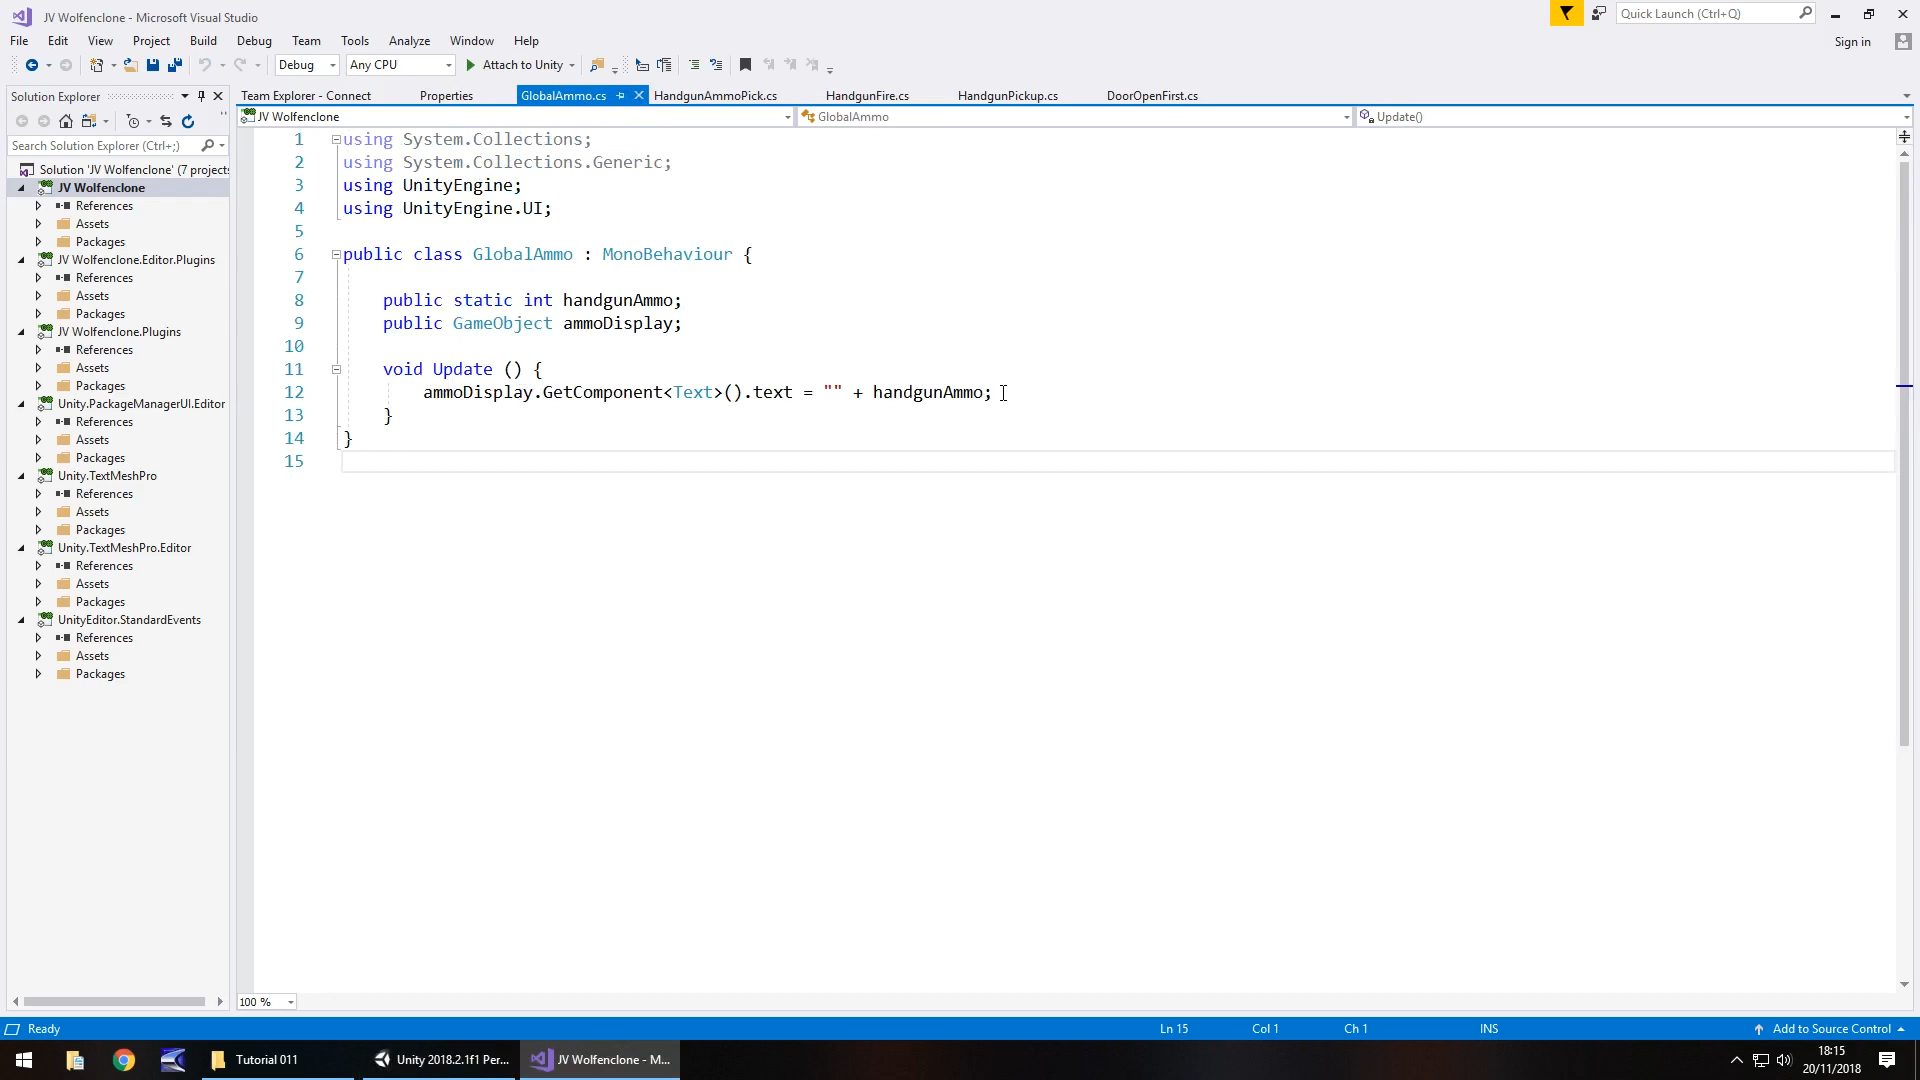 JV Wolfenclone - Microsoft Visual Studio
Quick Launch (Ctrl+Q)
File Edit View Project Build Debug Team Tools Analyze Window Help
Sign in
Debug Any CPU Attach to Unity
Solution Explorer
Team Explorer - Connect Properties GlobalAmmo.cs HandgunAmmoPick.cs HandgunFire.cs HandgunPickup.cs DoorOpenFirst.cs
JV Wolfenclone GlobalAmmo Update()
Search Solution Explorer (Ctrl+;)
Solution 'JV Wolfenclone' (7 projects
JV Wolfenclone
References
Assets
Packages
JV Wolfenclone.Editor.Plugins
References
Assets
Packages
JV Wolfenclone.Plugins
References
Assets
Packages
Unity.PackageManagerUI.Editor
References
Assets
Packages
Unity.TextMeshPro
References
Assets
Packages
Unity.TextMeshPro.Editor
References
Assets
Packages
UnityEditor.StandardEvents
References
Assets
Packages
1 using System.Collections;
2 using System.Collections.Generic;
3 using UnityEngine;
4 using UnityEngine.UI;
5
6 public class GlobalAmmo : MonoBehaviour {
7
8 public static int handgunAmmo;
9 public GameObject ammoDisplay;
10
11 void Update () {
12 ammoDisplay.GetComponent<Text>().text = "" + handgunAmmo;
13 }
14 }
15
100 %
Ready Ln 15 Col 1 Ch 1 INS Add to Source Control
Tutorial 011 Unity 2018.2.1f1 Per... JV Wolfenclone - M...
18:15
20/11/2018